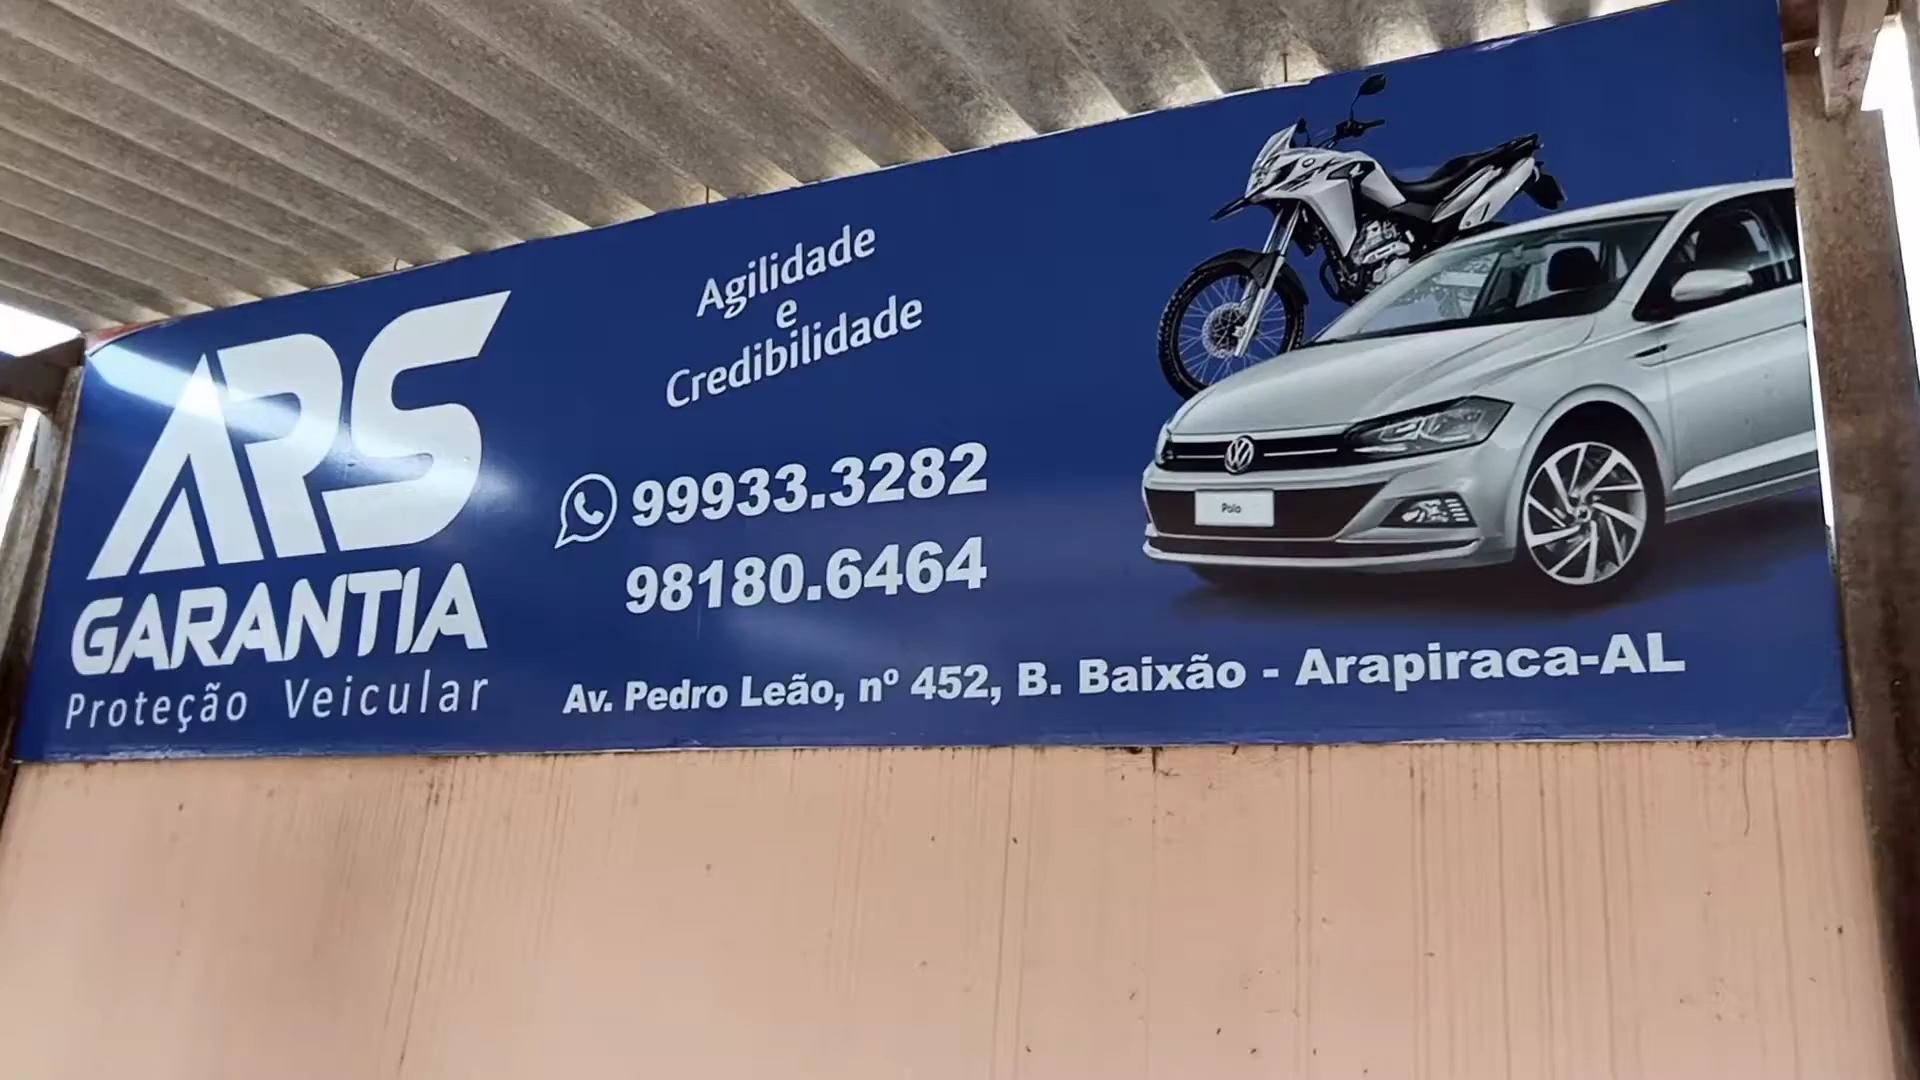 ARS
GARANTIA
Proteção Veicular
Agilidade
e
Credibilidade
99933.3282
98180.6464
Av. Pedro Leão, nº 452, B. Baixão - Arapiraca-AL
Polo